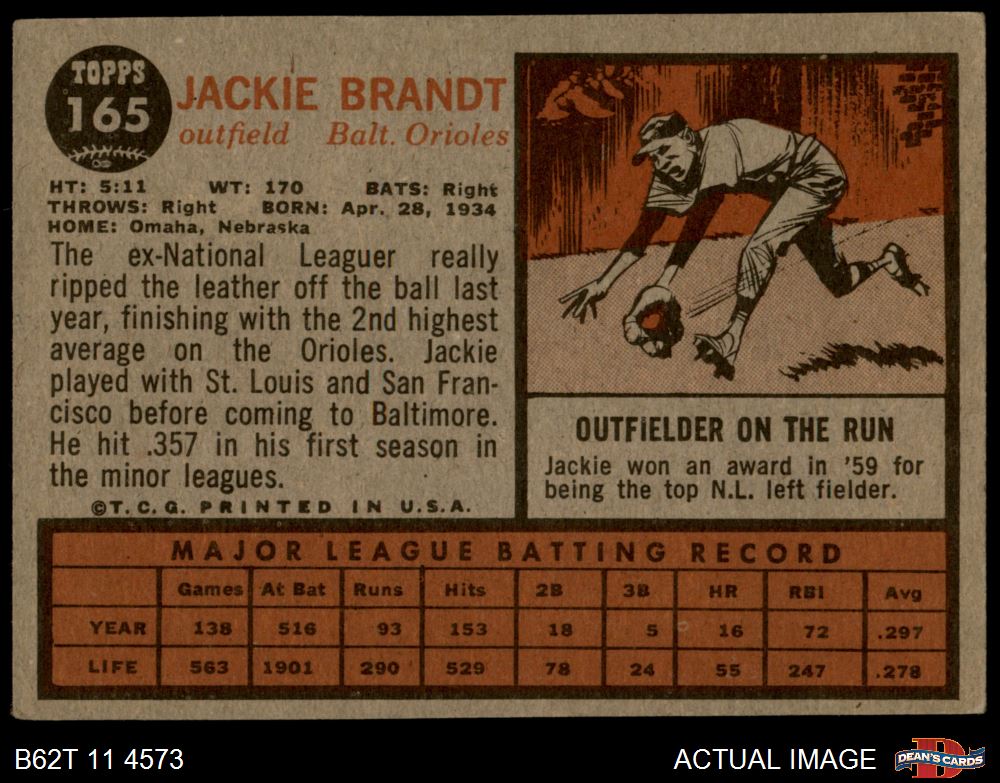 TOPPS
165
JACKIE BRANDT
outfield Balt. Orioles
HT: 5:11 WT: 170 BATS: Right
THROWS: Right BORN: Apr. 28, 1934
HOME: Omaha, Nebraska
The ex-National Leaguer really
ripped the leather off the ball last
year, finishing with the 2nd highest
average on the Orioles. Jackie
played with St. Louis and San Fran-
cisco before coming to Baltimore.
He hit .357 in his first season in
the minor leagues.
©T.C.G. PRINTED IN U.S.A.
OUTFIELDER ON THE RUN
Jackie won an award in '59 for
being the top N.L. left fielder.
MAJOR LEAGUE BATTING RECORD
Games At Bat Runs Hits 2B 3B HR RBI Avg
YEAR 138 516 93 153 18 5 16 72 .297
LIFE 563 1901 290 529 78 24 55 247 .278
B62T 11 4573
ACTUAL IMAGE
D
DEAN'S CARDS